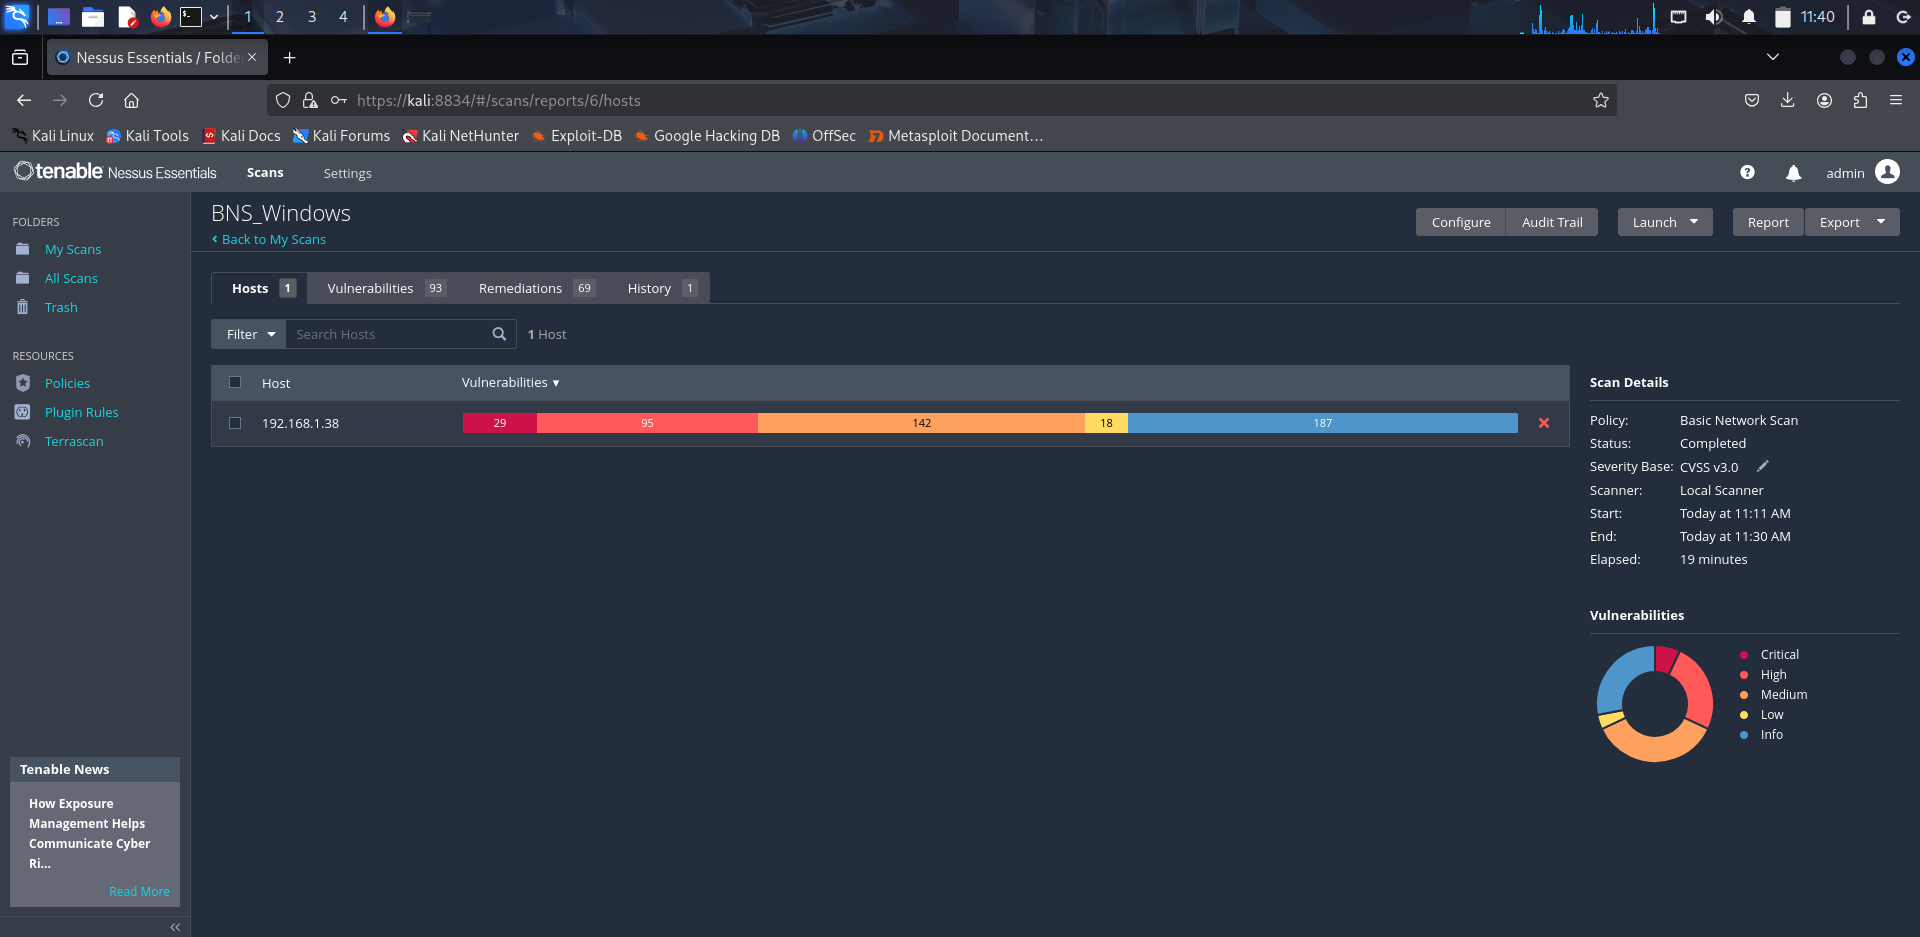 1 2 3 4 11:40
Nessus Essentials / Folde
https://kali:8834/#/scans/reports/6/hosts
Kali Linux Kali Tools Kali Docs Kali Forums Kali NetHunter Exploit-DB Google Hacking DB OffSec Metasploit Document…
tenable Nessus Essentials Scans Settings admin
FOLDERS
My Scans
All Scans
Trash
RESOURCES
Policies
Plugin Rules
Terrascan
Tenable News
How Exposure
Management Helps
Communicate Cyber
Ri...
Read More
BNS_Windows
Back to My Scans
Configure Audit Trail Launch Report Export
Hosts 1 Vulnerabilities 93 Remediations 69 History 1
Filter Search Hosts 1 Host
Host Vulnerabilities
192.168.1.38 29 95 142 18 187
Scan Details
Policy: Basic Network Scan
Status: Completed
Severity Base: CVSS v3.0
Scanner: Local Scanner
Start: Today at 11:11 AM
End: Today at 11:30 AM
Elapsed: 19 minutes
Vulnerabilities
Critical
High
Medium
Low
Info